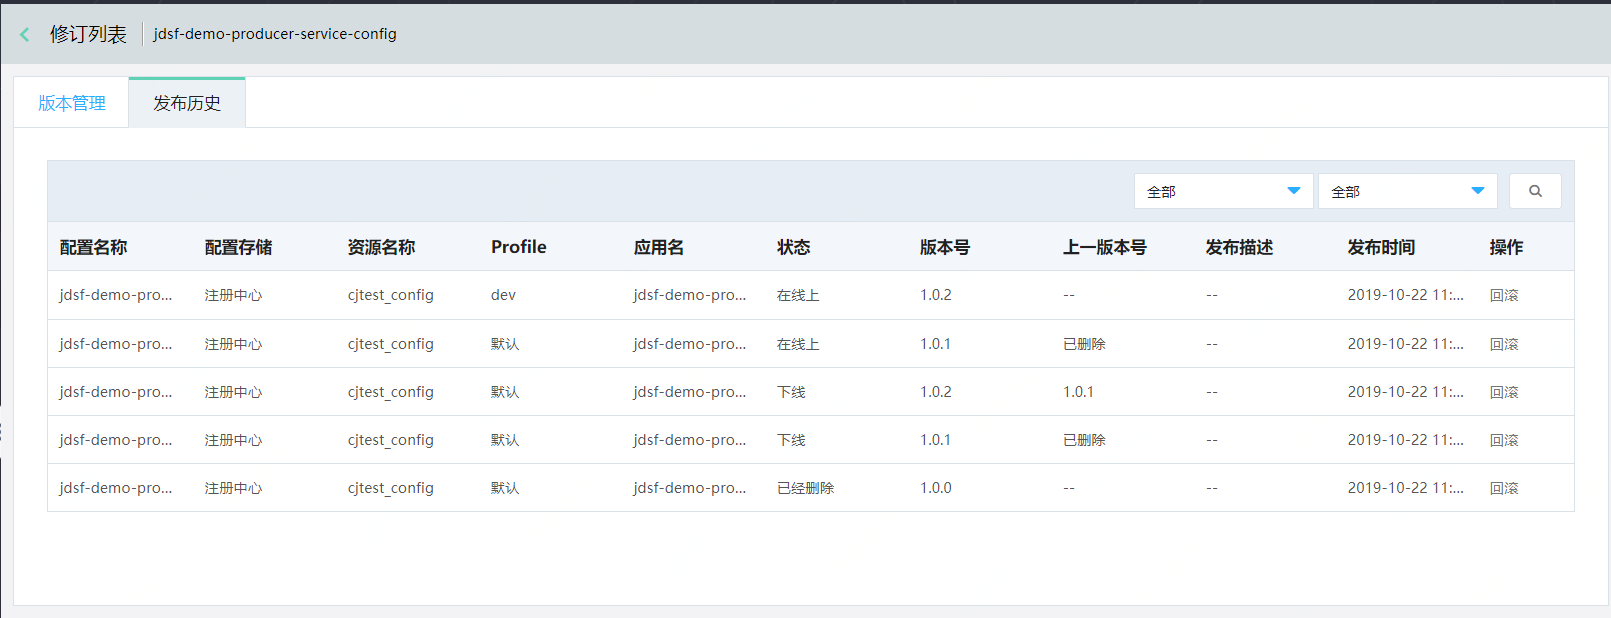 修订列表 jdsf-demo-producer-service-config
版本管理 发布历史
全部 全部
配置名称 配置存储 资源名称 Profile 应用名 状态 版本号 上一版本号 发布描述 发布时间 操作
jdsf-demo-pro... 注册中心 cjtest_config dev jdsf-demo-pro... 在线上 1.0.2 -- -- 2019-10-22 11:... 回滚
jdsf-demo-pro... 注册中心 cjtest_config 默认 jdsf-demo-pro... 在线上 1.0.1 已删除 -- 2019-10-22 11:... 回滚
jdsf-demo-pro... 注册中心 cjtest_config 默认 jdsf-demo-pro... 下线 1.0.2 1.0.1 -- 2019-10-22 11:... 回滚
jdsf-demo-pro... 注册中心 cjtest_config 默认 jdsf-demo-pro... 下线 1.0.1 已删除 -- 2019-10-22 11:... 回滚
jdsf-demo-pro... 注册中心 cjtest_config 默认 jdsf-demo-pro... 已经删除 1.0.0 -- -- 2019-10-22 11:... 回滚